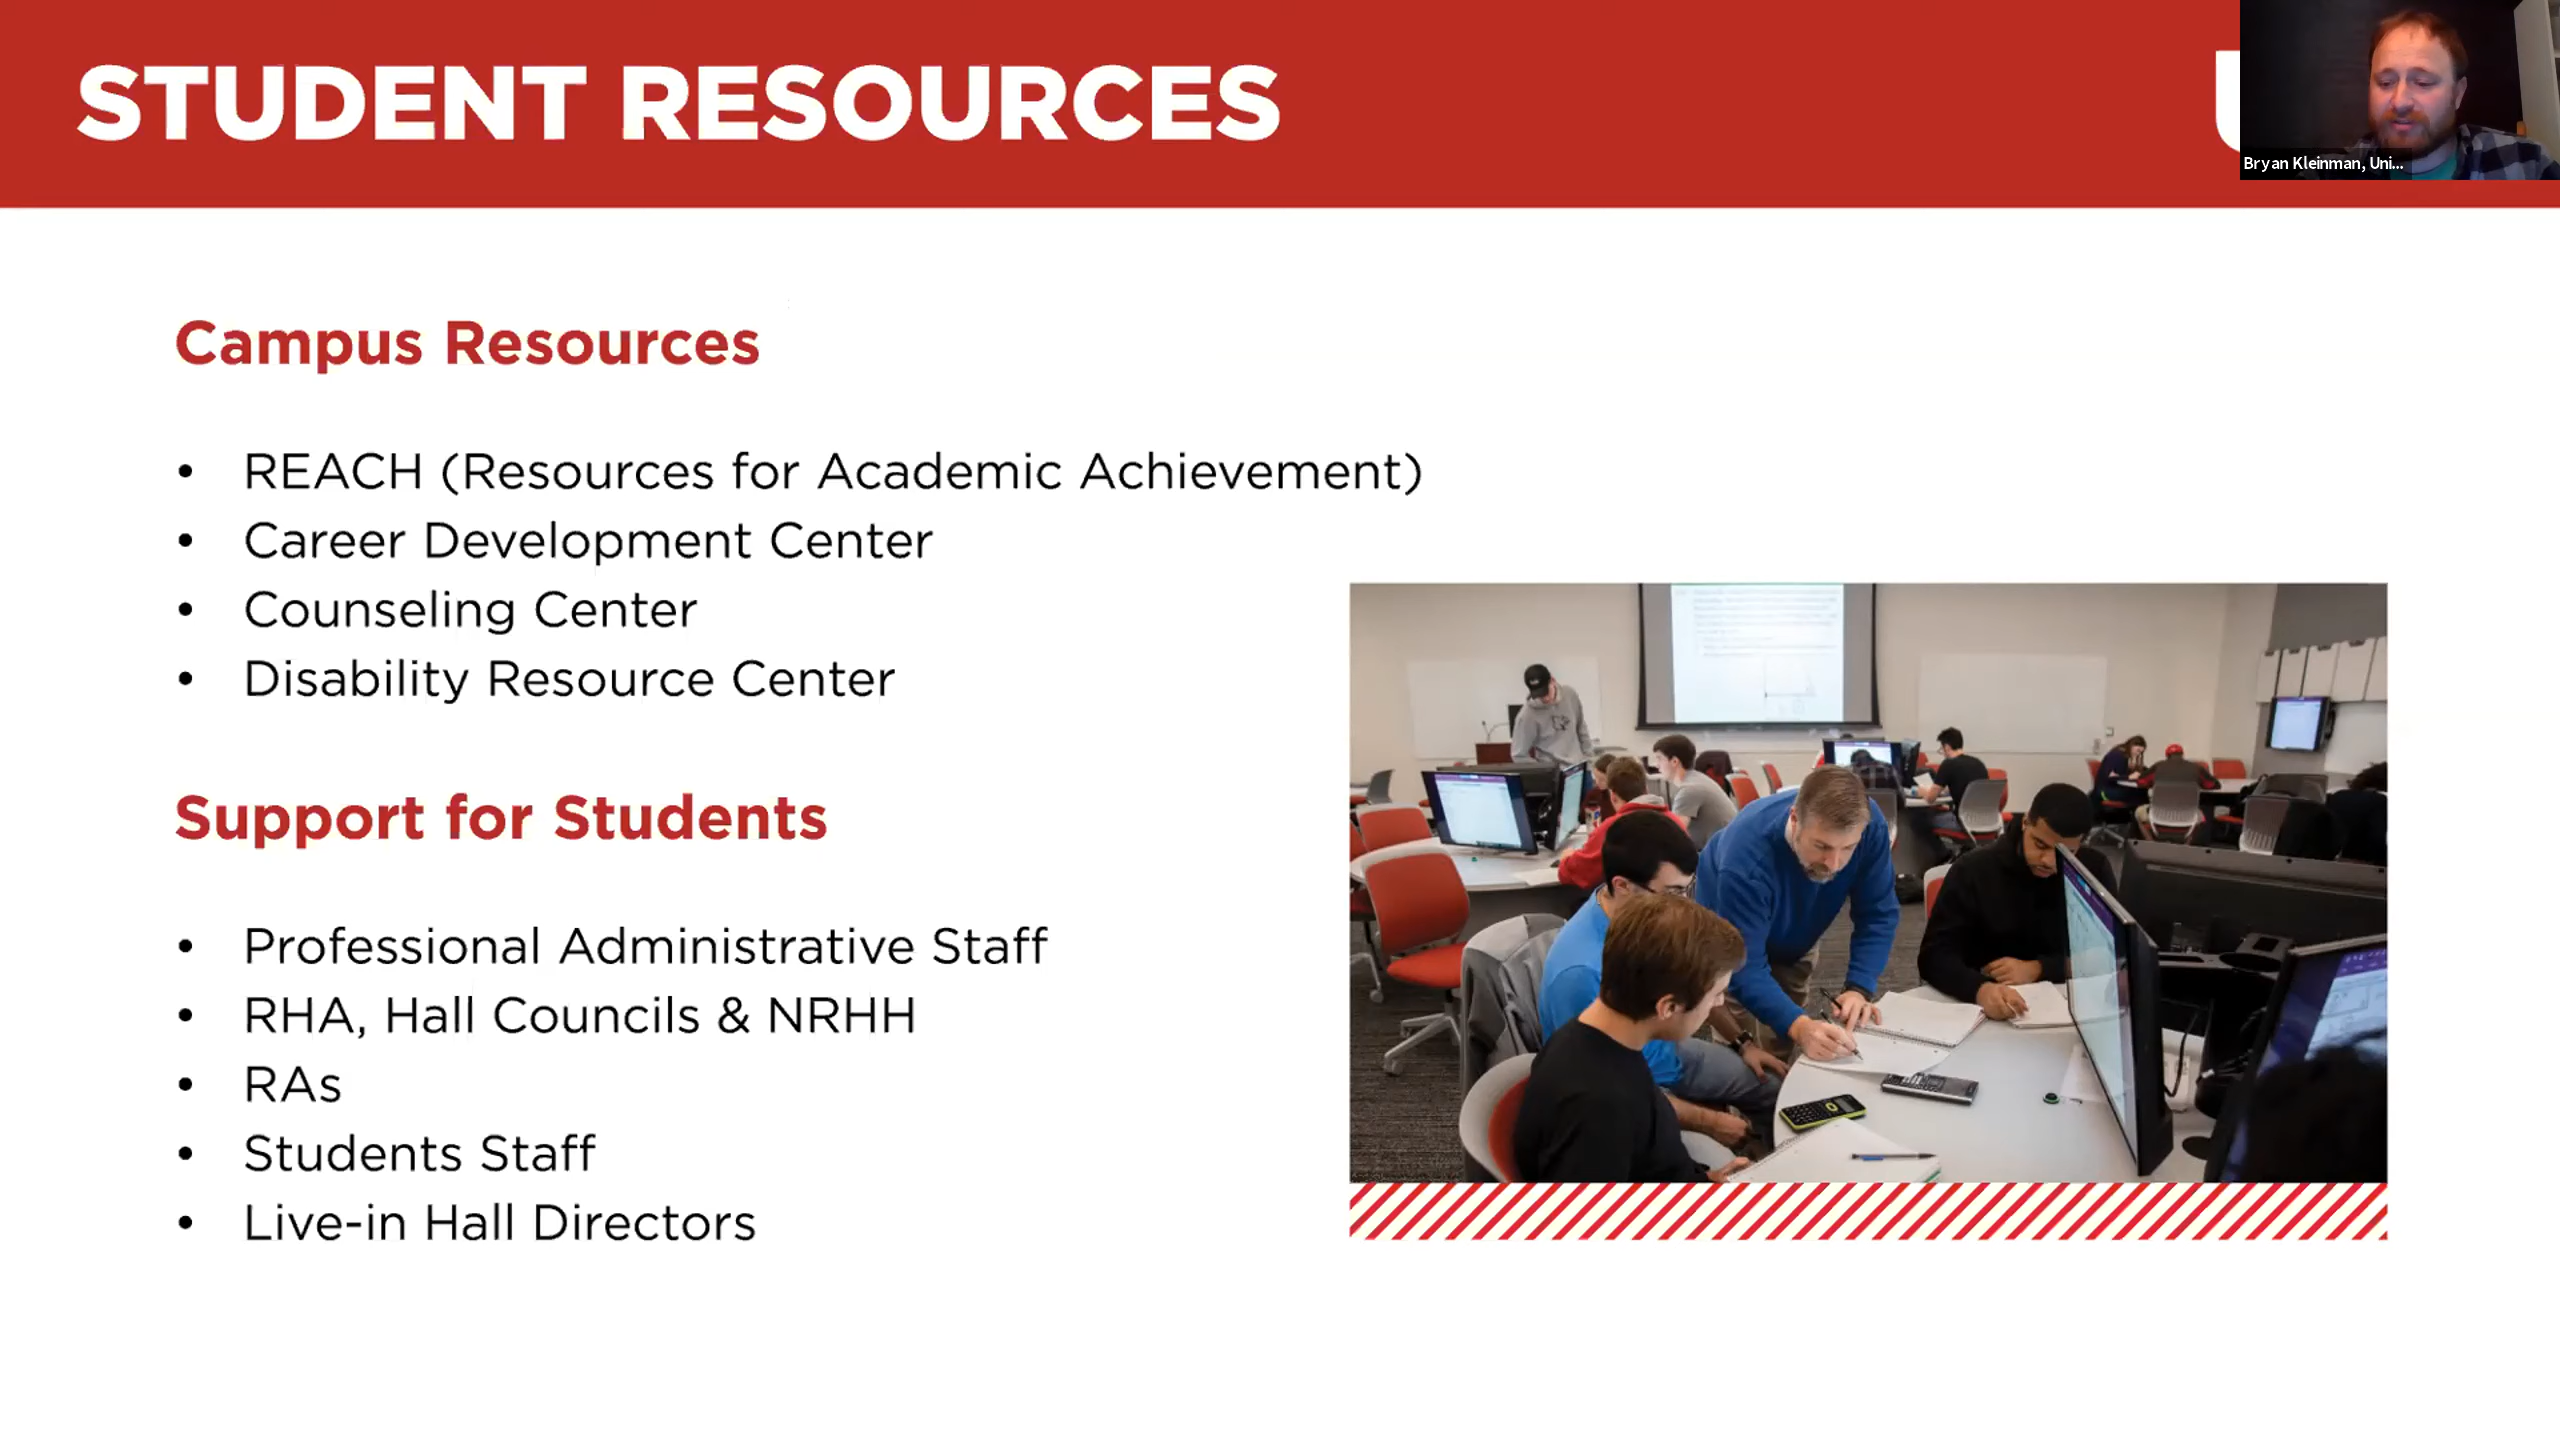 STUDENT RESOURCES
Bryan Kleinman, Uni...
Campus Resources
• REACH (Resources for Academic Achievement)
• Career Development Center
• Counseling Center
• Disability Resource Center
Support for Students
• Professional Administrative Staff
• RHA, Hall Councils & NRHH
• RAs
• Students Staff
• Live-in Hall Directors